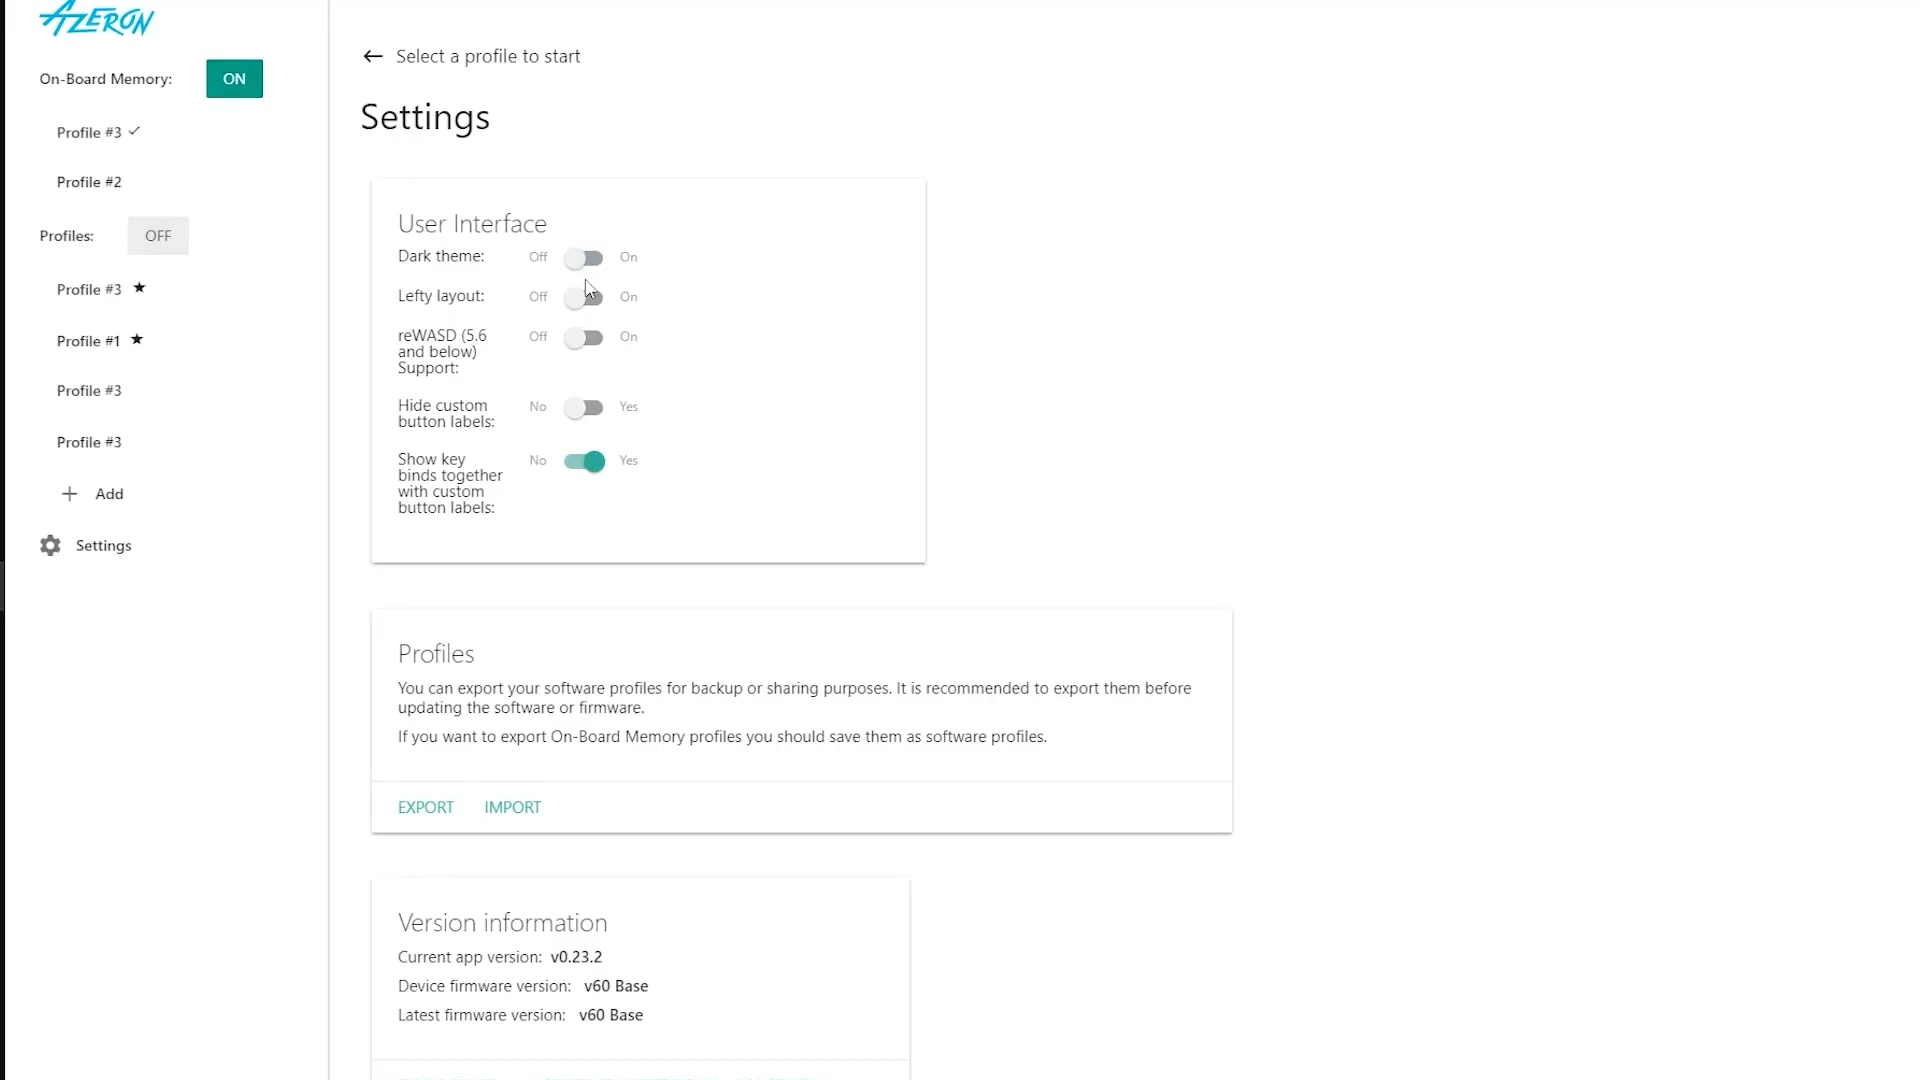 AZERON
On-Board Memory: ON
Profile #3
Profile #2
Profiles: OFF
Profile #3
Profile #1
Profile #3
Profile #3
Add
Settings
Select a profile to start
Settings
User Interface
Dark theme: Off On
Lefty layout: Off On
reWASD (5.6
and below)
Support:
Off On
Hide custom
button labels:
No Yes
Show key
binds together
with custom
button labels:
No Yes
Profiles
You can export your software profiles for backup or sharing purposes. It is recommended to export them before
updating the software or firmware.
If you want to export On-Board Memory profiles you should save them as software profiles.
EXPORT IMPORT
Version information
Current app version: v0.23.2
Device firmware version: v60 Base
Latest firmware version: v60 Base